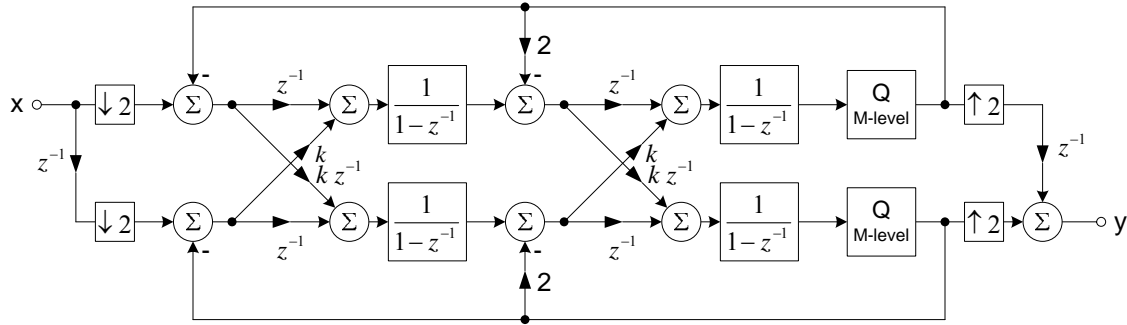 2
- z⁻¹ - z⁻¹
x ↓2 Σ Σ 1/(1−z⁻¹) Σ Σ 1/(1−z⁻¹) Q M-level ↑2
z⁻¹ k k z⁻¹ k k z⁻¹ z⁻¹
↓2 Σ Σ 1/(1−z⁻¹) Σ Σ 1/(1−z⁻¹) Q M-level ↑2 Σ y
- z⁻¹ - z⁻¹
2